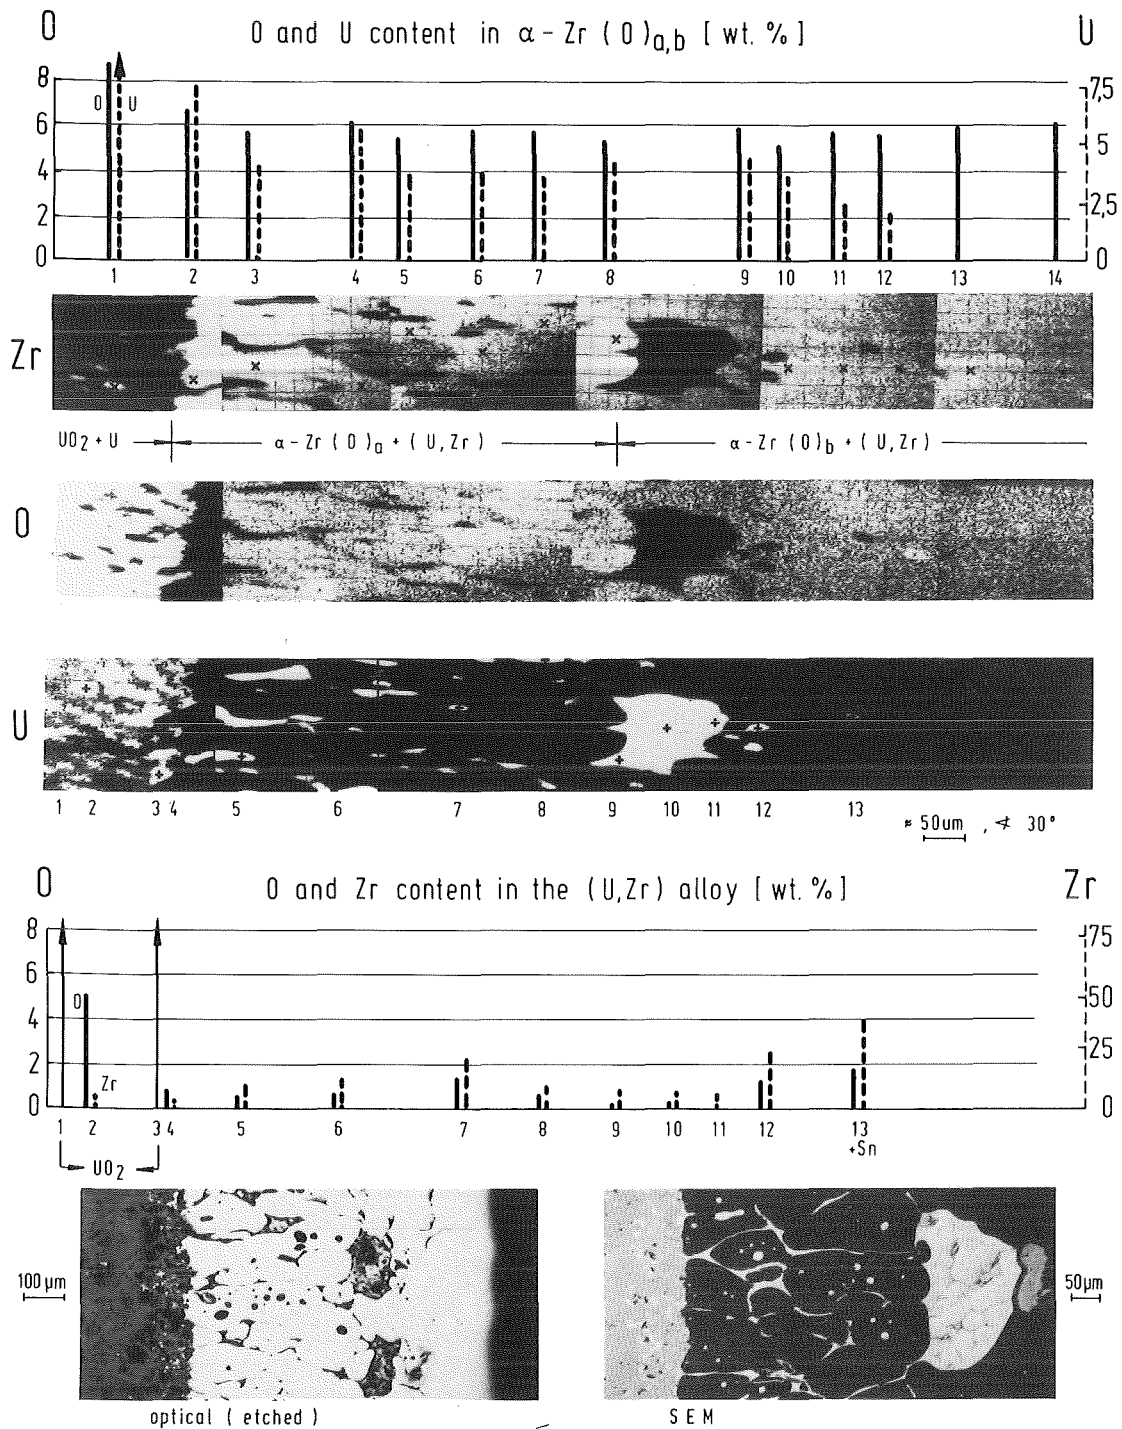 O
O and U content in α-Zr (O)a,b [wt. %]
U
8
6
4
2
0
O U
7,5
5
2,5
0
1 2 3 4 5 6 7 8 9 10 11 12 13 14
Zr
UO2 + U
α-Zr (O)a + (U,Zr)
α-Zr (O)b + (U,Zr)
O
U
1 2 3 4 5 6 7 8 9 10 11 12 13
≈ 50um , ∢ 30°
O
O and Zr content in the (U,Zr) alloy [wt. %]
Zr
8
6
4
2
0
O
Zr
75
50
25
0
1 2 3 4 5 6 7 8 9 10 11 12 13
+Sn
UO2
100 µm
50µm
optical (etched)
SEM